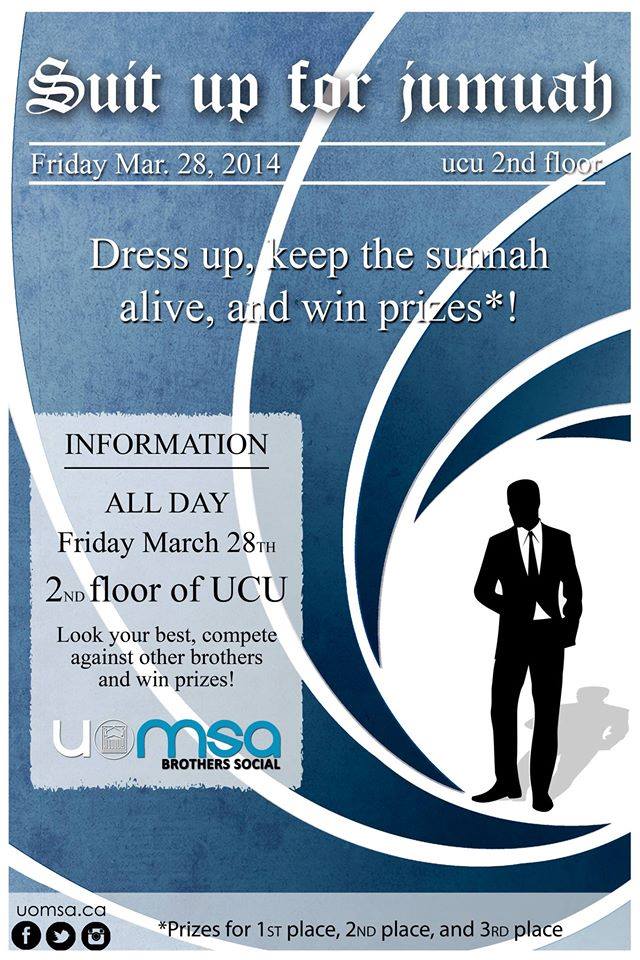 Suit up for jumuah
Friday Mar. 28, 2014
ucu 2nd floor
Dress up, keep the sunnah
alive, and win prizes*!
INFORMATION
ALL DAY
Friday March 28TH
2ND floor of UCU
Look your best, compete
against other brothers
and win prizes!
uomsa
BROTHERS SOCIAL
uomsa.ca
*Prizes for 1ST place, 2ND place, and 3RD place